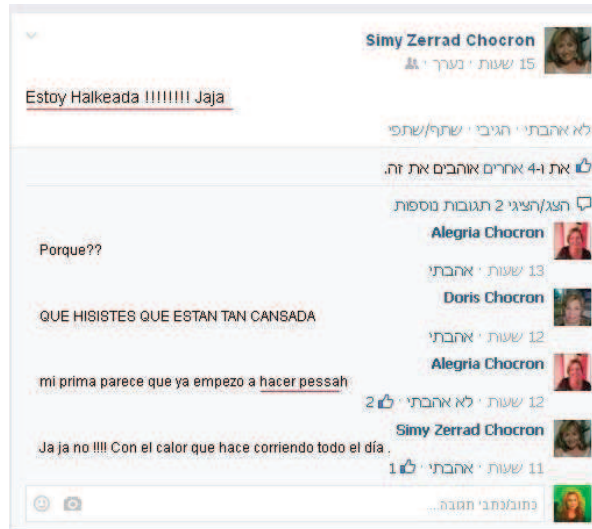 Simy Zerrad Chocron
15 שעות · נערך ·
Estoy Halkeada !!!!!!!! Jaja
לא אהבתי · הגיבי · שתף/שתפי
את ו-4 אחרים אוהבים את זה.
הצג/הציגי 2 תגובות נוספות
Alegria Chocron
Porque??
13 שעות · אהבתי
Doris Chocron
QUE HISISTES QUE ESTAN TAN CANSADA
12 שעות · אהבתי
Alegria Chocron
mi prima parece que ya empezo a hacer pessah
12 שעות · לא אהבתי · 2
Simy Zerrad Chocron
Ja ja no !!!! Con el calor que hace corriendo todo el día .
11 שעות · אהבתי · 1
כתוב/כתבי תגובה...